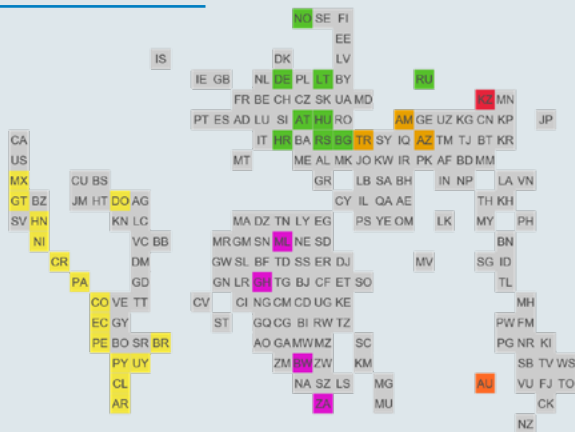 NO SE FI
EE
IS DK LV
IE GB NL DE PL LT BY RU
FR BE CH CZ SK UA MD KZ MN
PT ES AD LU SI AT HU RO AM GE UZ KG CN KP JP
CA IT HR BA RS BG TR SY IQ AZ TM TJ BT KR
US MT ME AL MK JO KW IR PK AF BD MM
MX CU BS GR LB SA BH IN NP LA VN
GT BZ JM HT DO AG CY IL QA AE TH KH
SV HN KN LC MA DZ TN LY EG PS YE OM LK MY PH
NI VC BB MR GM SN ML NE SD BN
CR DM GW SL BF TD SS ER DJ MV SG ID
PA GD GN LR GH TG BJ CF ET SO TL
CO VE TT CV CI NG CM CD UG KE MH
EC GY ST GQ CG BI RW TZ PW FM
PE BO SR BR AO GA MW MZ SC PG NR KI
PY UY ZM BW ZW KM SB TV WS
CL NA SZ LS MG AU VU FJ TO
AR ZA MU CK
NZ